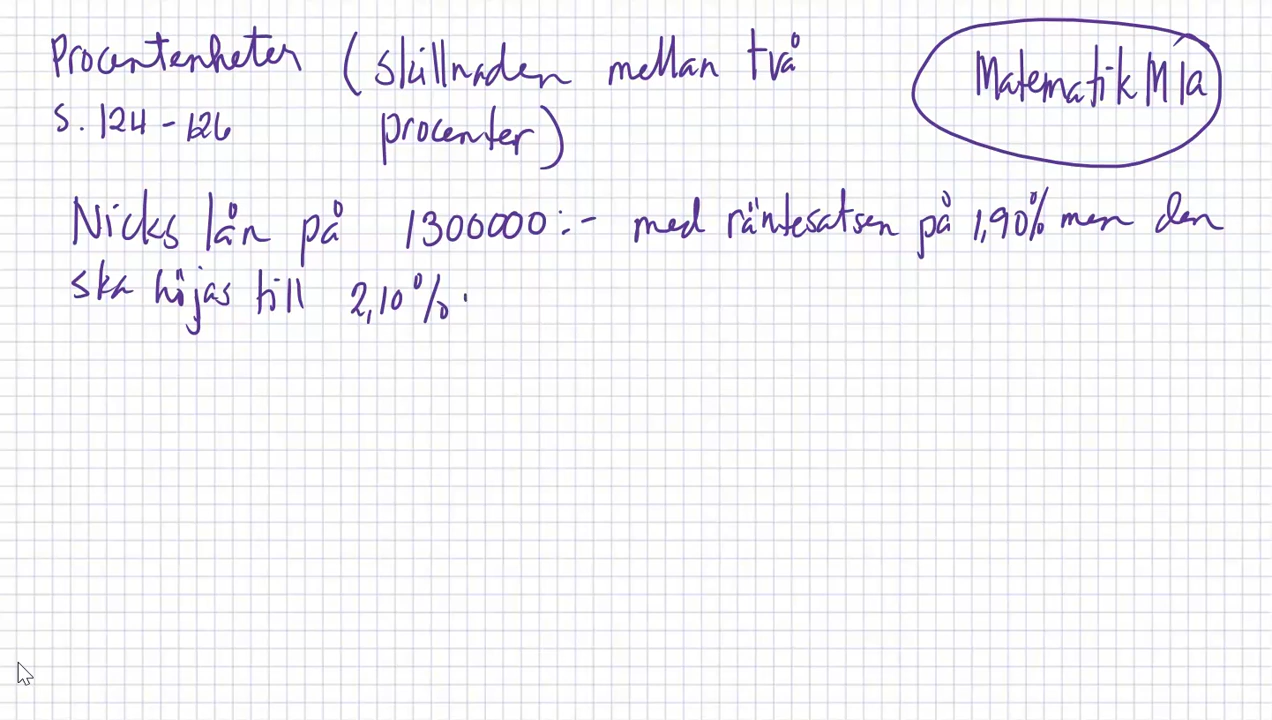 Procentenheter (skillnaden mellan två
s. 124 - 126 procenter)
Matematik M 1a
Nicks lån på 1300000:- med räntesatsen på 1,90% men den
ska höjas till 2,10%.